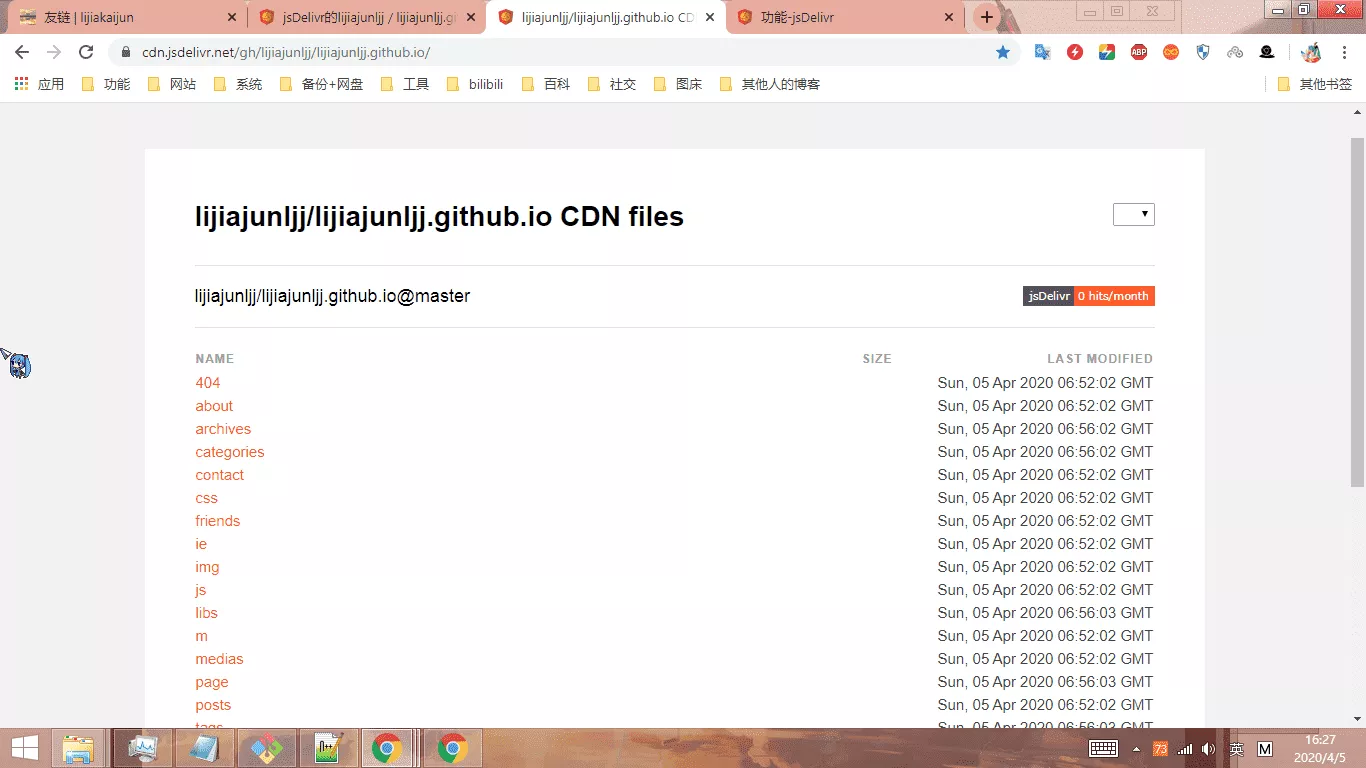 友链 | lijiakaijun
jsDelivr的lijiajunljj / lijiajunljj.gi
lijiajunljj/lijiajunljj.github.io CD
功能-jsDelivr
cdn.jsdelivr.net/gh/lijiajunljj/lijiajunljj.github.io/
ABP
应用 功能 网站 系统 备份+网盘 工具 bilibili 百科 社交 图床 其他人的博客 其他书签
lijiajunljj/lijiajunljj.github.io CDN files
lijiajunljj/lijiajunljj.github.io@master jsDelivr 0 hits/month
NAME SIZE LAST MODIFIED
404 Sun, 05 Apr 2020 06:52:02 GMT
about Sun, 05 Apr 2020 06:52:02 GMT
archives Sun, 05 Apr 2020 06:56:02 GMT
categories Sun, 05 Apr 2020 06:56:02 GMT
contact Sun, 05 Apr 2020 06:52:02 GMT
css Sun, 05 Apr 2020 06:52:02 GMT
friends Sun, 05 Apr 2020 06:52:02 GMT
ie Sun, 05 Apr 2020 06:52:02 GMT
img Sun, 05 Apr 2020 06:52:02 GMT
js Sun, 05 Apr 2020 06:52:02 GMT
libs Sun, 05 Apr 2020 06:56:03 GMT
m Sun, 05 Apr 2020 06:52:02 GMT
medias Sun, 05 Apr 2020 06:52:02 GMT
page Sun, 05 Apr 2020 06:56:03 GMT
posts Sun, 05 Apr 2020 06:52:02 GMT
tags Sun, 05 Apr 2020 06:56:03 GMT
73 英 M 16:27
2020/4/5